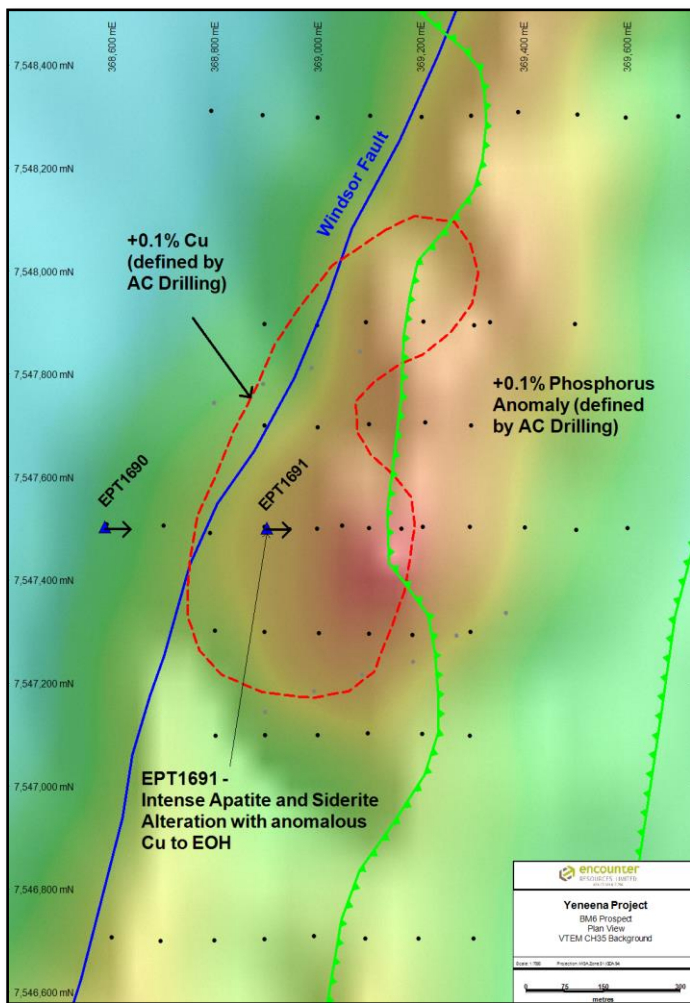 368,600 mE
368,800 mE
369,000 mE
369,200 mE
369,400 mE
369,600 mE
7,548,400 mN
7,548,200 mN
7,548,000 mN
7,547,800 mN
7,547,600 mN
7,547,400 mN
7,547,200 mN
7,547,000 mN
7,546,800 mN
7,546,600 mN
Windsor Fault
+0.1% Cu
(defined by
AC Drilling)
+0.1% Phosphorus
Anomaly (defined
by AC Drilling)
EPT1690
EPT1691
EPT1691 -
Intense Apatite and Siderite
Alteration with anomalous
Cu to EOH
encounter
RESOURCES LIMITED
Yeneena Project
BM6 Prospect
Plan View
VTEM CH35 Background
0 75 150 300
metres